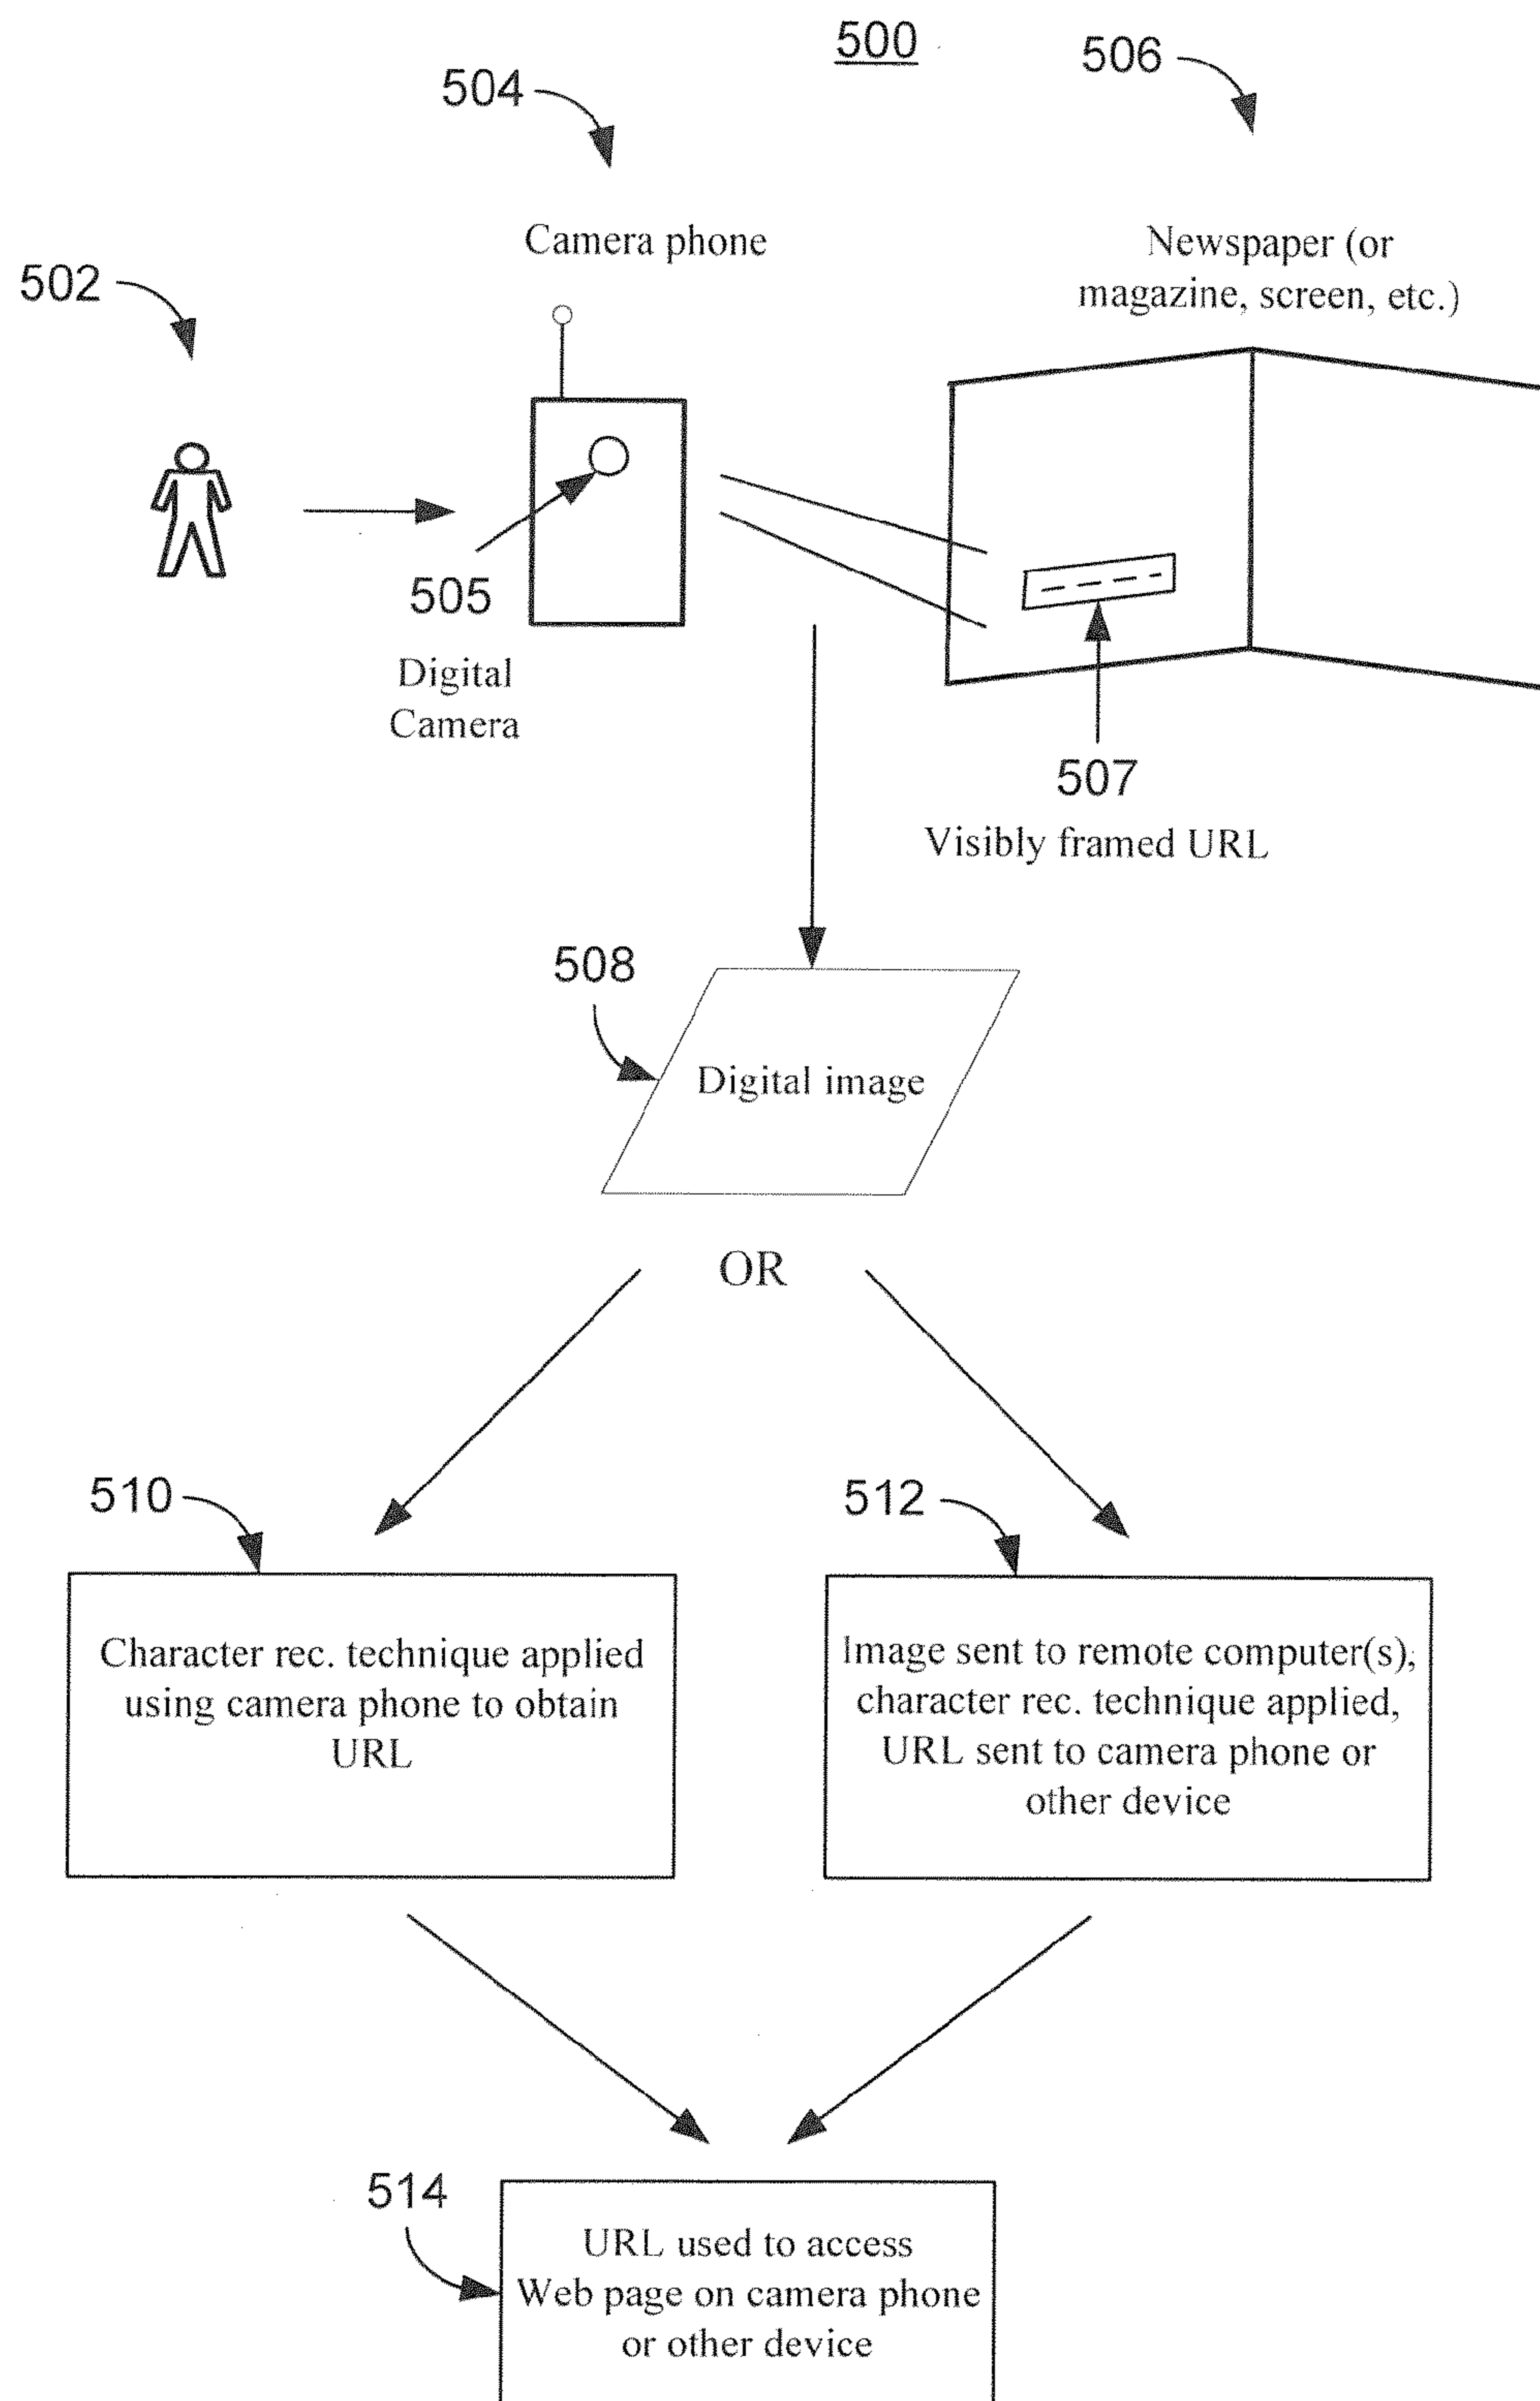 500
506
504
Camera phone
Newspaper (or
magazine, screen, etc.)
502
505
Digital
Camera
507
Visibly framed URL
508
Digital image
OR
510
512
Character rec. technique applied
using camera phone to obtain
URL
Image sent to remote computer(s),
character rec. technique applied,
URL sent to camera phone or
other device
514
URL used to access
Web page on camera phone
or other device